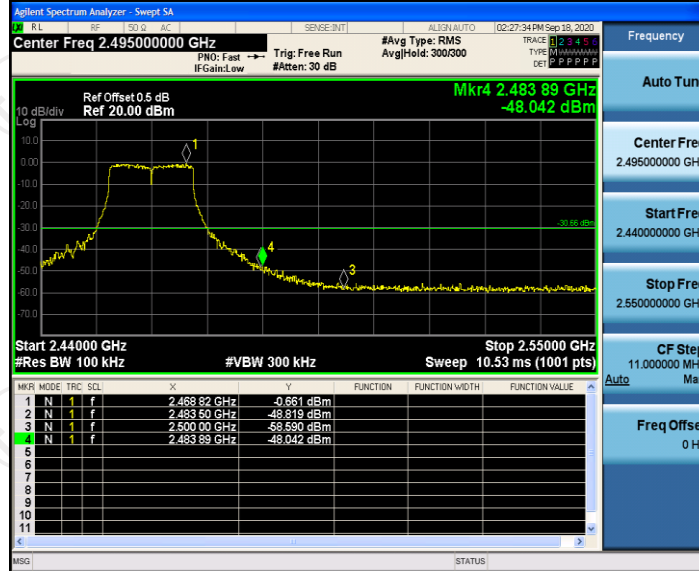 Agilent Spectrum Analyzer - Swept SA
LXI RL RF 50 Ω AC SENSE:INT ALIGN AUTO 02:27:34 PM Sep 18, 2020
Center Freq 2.495000000 GHz
PNO: Fast
IFGain:Low
Trig: Free Run
#Atten: 30 dB
#Avg Type: RMS
Avg|Hold: 300/300
TRACE 1 2 3 4 5 6
TYPE M
DET P P P P P P
Ref Offset 0.5 dB
10 dB/div Ref 20.00 dBm
Log
Mkr4 2.483 89 GHz
-48.042 dBm
10.0
0.00
-10.0
-20.0
-30.0
-40.0
-50.0
-60.0
-70.0
1
4
3
-30.66 dBm
Start 2.44000 GHz Stop 2.55000 GHz
#Res BW 100 kHz #VBW 300 kHz Sweep 10.53 ms (1001 pts)
MKR MODE TRC SCL X Y FUNCTION FUNCTION WIDTH FUNCTION VALUE
1 N 1 f 2.468 82 GHz -0.661 dBm
2 N 1 f 2.483 50 GHz -48.819 dBm
3 N 1 f 2.500 00 GHz -58.590 dBm
4 N 1 f 2.483 89 GHz -48.042 dBm
5
6
7
8
9
10
11
MSG STATUS
Frequency
Auto Tun
Center Fre
2.495000000 GH
Start Fre
2.440000000 GH
Stop Fre
2.550000000 GH
CF Ste
11.000000 MH
Auto Ma
Freq Offse
0 H